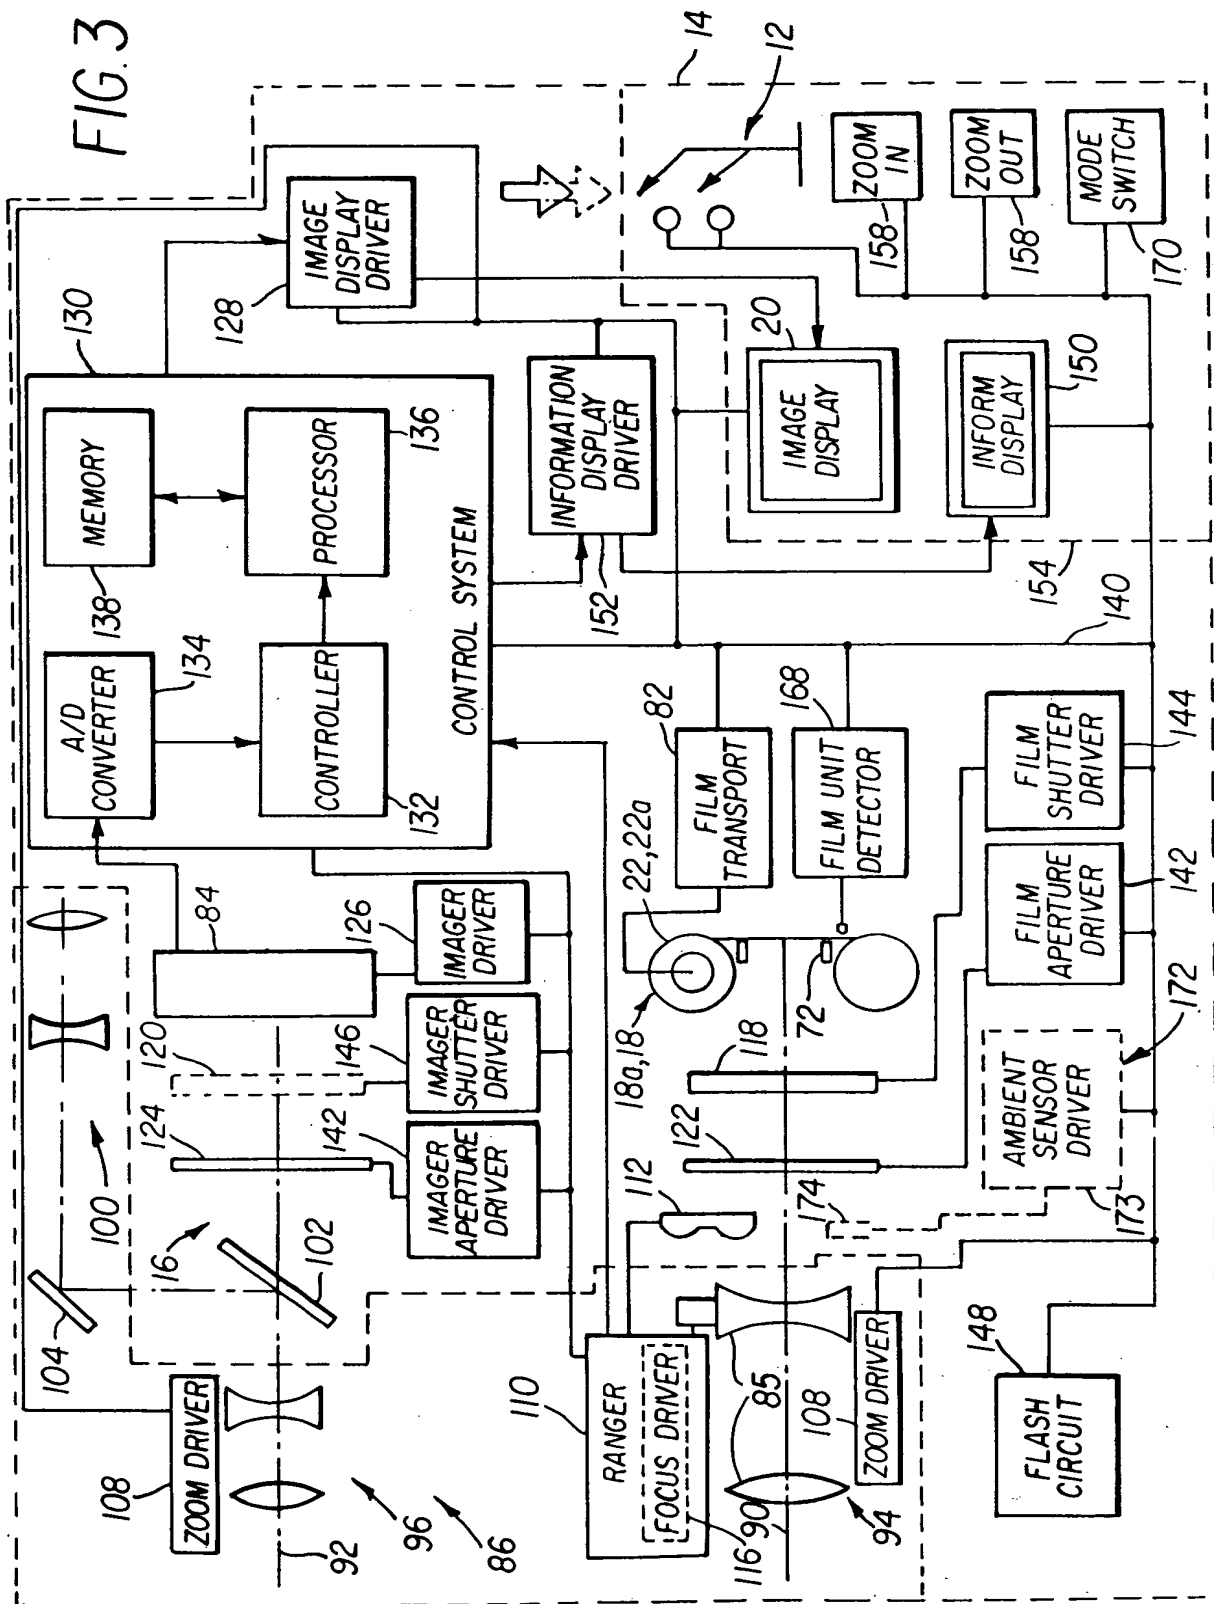 FIG. 3
14
12
ZOOM
IN
158
ZOOM
OUT
158
MODE
SWITCH
170
IMAGE
DISPLAY
DRIVER
128
130
20
IMAGE
DISPLAY
INFORM
DISPLAY
150
INFORMATION
DISPLAY
DRIVER
152
154
140
MEMORY
138
PROCESSOR
136
A/D
CONVERTER
134
CONTROLLER
132
CONTROL SYSTEM
84
126
IMAGER
DRIVER
120
146
IMAGER
SHUTTER
DRIVER
124
142
IMAGER
APERTURE
DRIVER
100
16
102
104
108
ZOOM DRIVER
92
96
86
82
FILM
TRANSPORT
168
FILM UNIT
DETECTOR
22,22a
18a,18
72
118
122
112
174
144
FILM
SHUTTER
DRIVER
142
FILM
APERTURE
DRIVER
172
AMBIENT
SENSOR
DRIVER
173
110
RANGER
FOCUS DRIVER
116
90
85
94
108
ZOOM DRIVER
148
FLASH
CIRCUIT